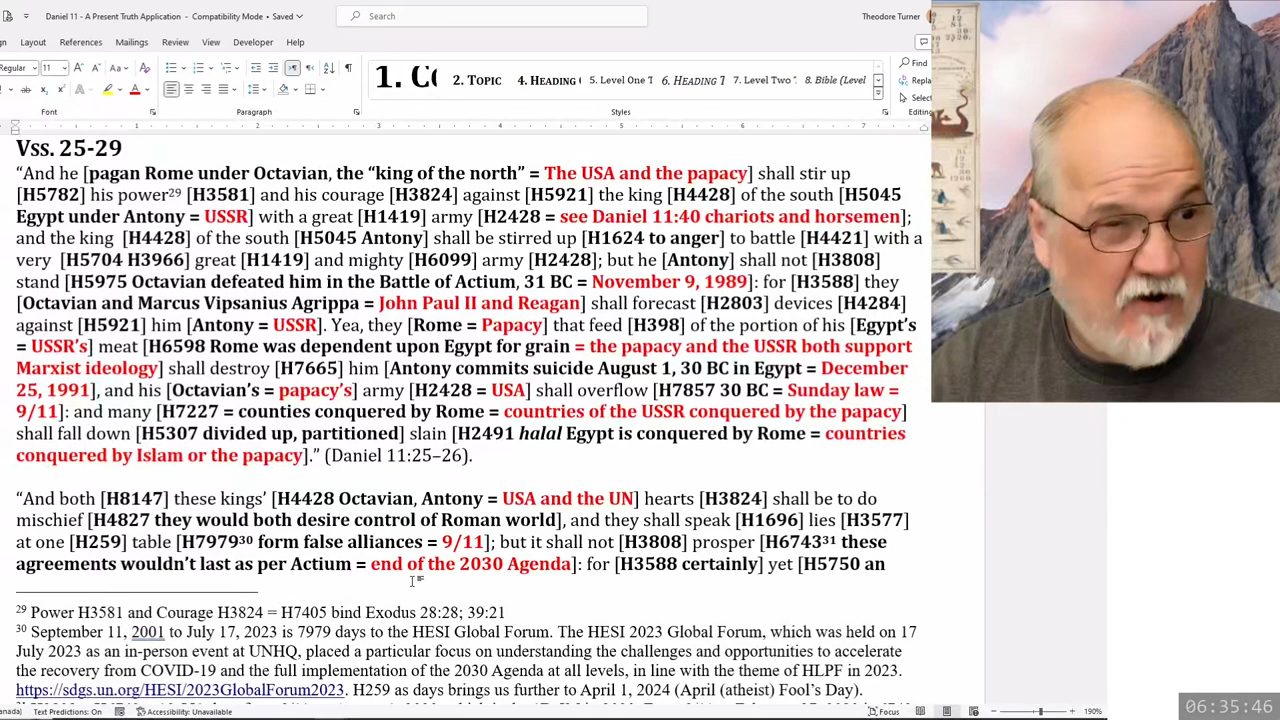 Daniel 11 - A Present Truth Application - Compatibility Mode • Saved
Search
Theodore Turner
Layout References Mailings Review View Developer Help
Regular 11 Aa
Find
Replac
Select
Font Paragraph Styles
2. TOPIC 4. HEADING 5. Level One 6. HEADING 7. Level Two 8. Bible (Level
1 2 3 4 5 6 7
Vss. 25-29
“And he [pagan Rome under Octavian, the “king of the north” = The USA and the papacy] shall stir up
[H5782] his power²⁹ [H3581] and his courage [H3824] against [H5921] the king [H4428] of the south [H5045
Egypt under Antony = USSR] with a great [H1419] army [H2428 = see Daniel 11:40 chariots and horsemen];
and the king [H4428] of the south [H5045 Antony] shall be stirred up [H1624 to anger] to battle [H4421] with a
very [H5704 H3966] great [H1419] and mighty [H6099] army [H2428]; but he [Antony] shall not [H3808]
stand [H5975 Octavian defeated him in the Battle of Actium, 31 BC = November 9, 1989]: for [H3588] they
[Octavian and Marcus Vipsanius Agrippa = John Paul II and Reagan] shall forecast [H2803] devices [H4284]
against [H5921] him [Antony = USSR]. Yea, they [Rome = Papacy] that feed [H398] of the portion of his [Egypt’s
= USSR’s] meat [H6598 Rome was dependent upon Egypt for grain = the papacy and the USSR both support
Marxist ideology] shall destroy [H7665] him [Antony commits suicide August 1, 30 BC in Egypt = December
25, 1991], and his [Octavian’s = papacy’s] army [H2428 = USA] shall overflow [H7857 30 BC = Sunday law =
9/11]: and many [H7227 = counties conquered by Rome = countries of the USSR conquered by the papacy]
shall fall down [H5307 divided up, partitioned] slain [H2491 halal Egypt is conquered by Rome = countries
conquered by Islam or the papacy].” (Daniel 11:25–26).
“And both [H8147] these kings’ [H4428 Octavian, Antony = USA and the UN] hearts [H3824] shall be to do
mischief [H4827 they would both desire control of Roman world], and they shall speak [H1696] lies [H3577]
at one [H259] table [H7979³⁰ form false alliances = 9/11]; but it shall not [H3808] prosper [H6743³¹ these
agreements wouldn’t last as per Actium = end of the 2030 Agenda]: for [H3588 certainly] yet [H5750 an
²⁹ Power H3581 and Courage H3824 = H7405 bind Exodus 28:28; 39:21
³⁰ September 11, 2001 to July 17, 2023 is 7979 days to the HESI Global Forum. The HESI 2023 Global Forum, which was held on 17
July 2023 as an in-person event at UNHQ, placed a particular focus on understanding the challenges and opportunities to accelerate
the recovery from COVID-19 and the full implementation of the 2030 Agenda at all levels, in line with the theme of HLPF in 2023.
https://sdgs.un.org/HESI/2023GlobalForum2023. H259 as days brings us further to April 1, 2024 (April (atheist) Fool’s Day).
Text Predictions: On Accessibility: Unavailable Focus 190%
06:35:46